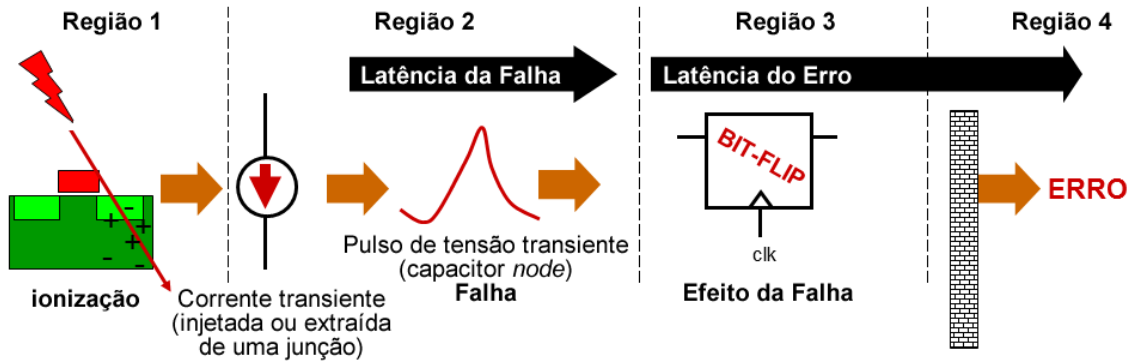 Região 1
Região 2
Região 3
Região 4
Latência da Falha
Latência do Erro
BIT-FLIP
clk
ERRO
+
-
+
+
+
-
-
ionização
Corrente transiente
(injetada ou extraída
de uma junção)
Pulso de tensão transiente
(capacitor node)
Falha
Efeito da Falha